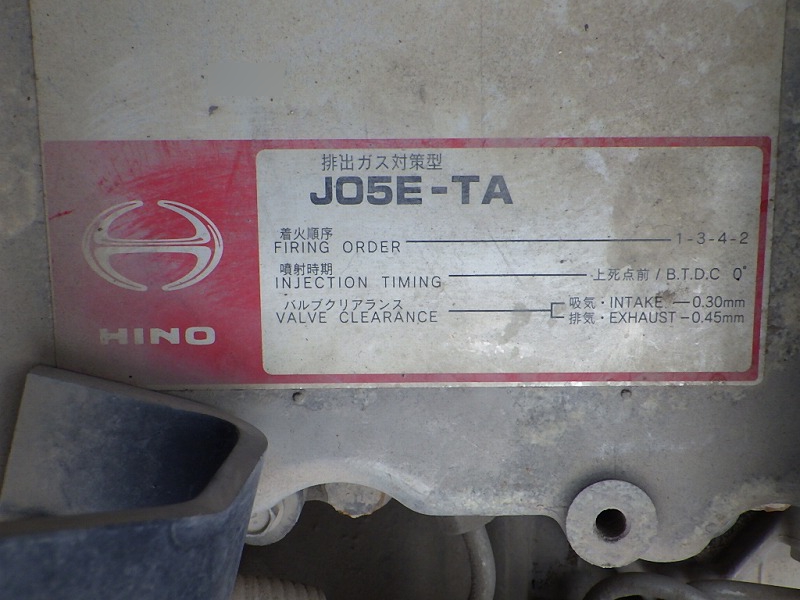 排出ガス対策型
J05E-TA
着火順序
FIRING ORDER 1-3-4-2
噴射時期
INJECTION TIMING 上死点前/B.T.D.C 0°
バルブクリアランス
VALVE CLEARANCE
吸気・INTAKE 0.30mm
排気・EXHAUST 0.45mm
HINO